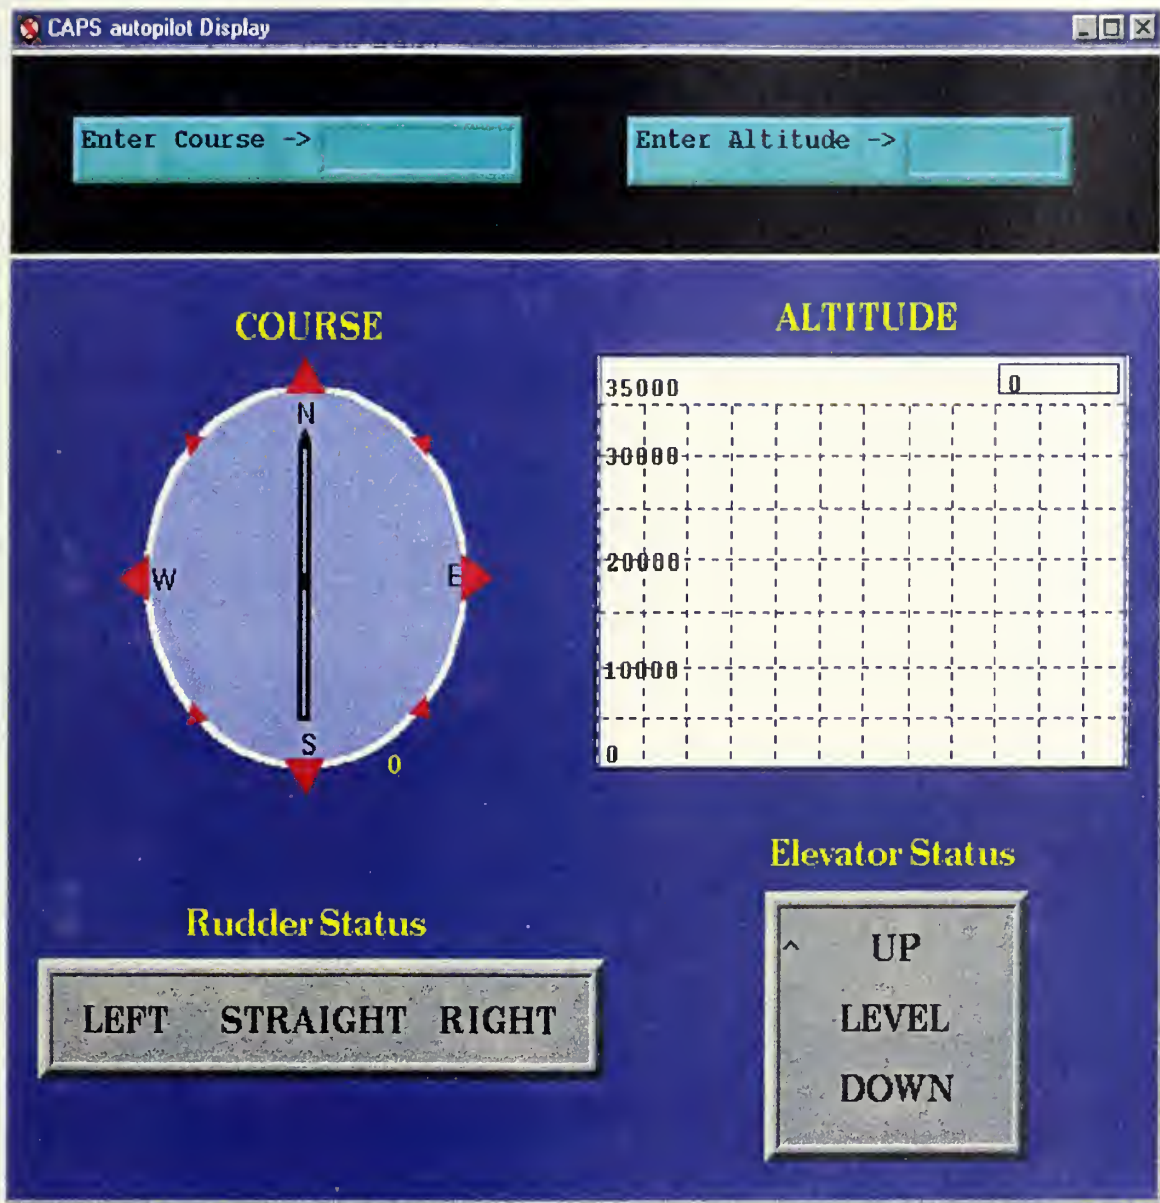 CAPS autopilot Display
Enter Course ->
Enter Altitude ->
COURSE
N
W
E
S
0
ALTITUDE
35000
0
30000
20000
10000
0
Elevator Status
^ UP
LEVEL
DOWN
Rudder Status
LEFT STRAIGHT RIGHT